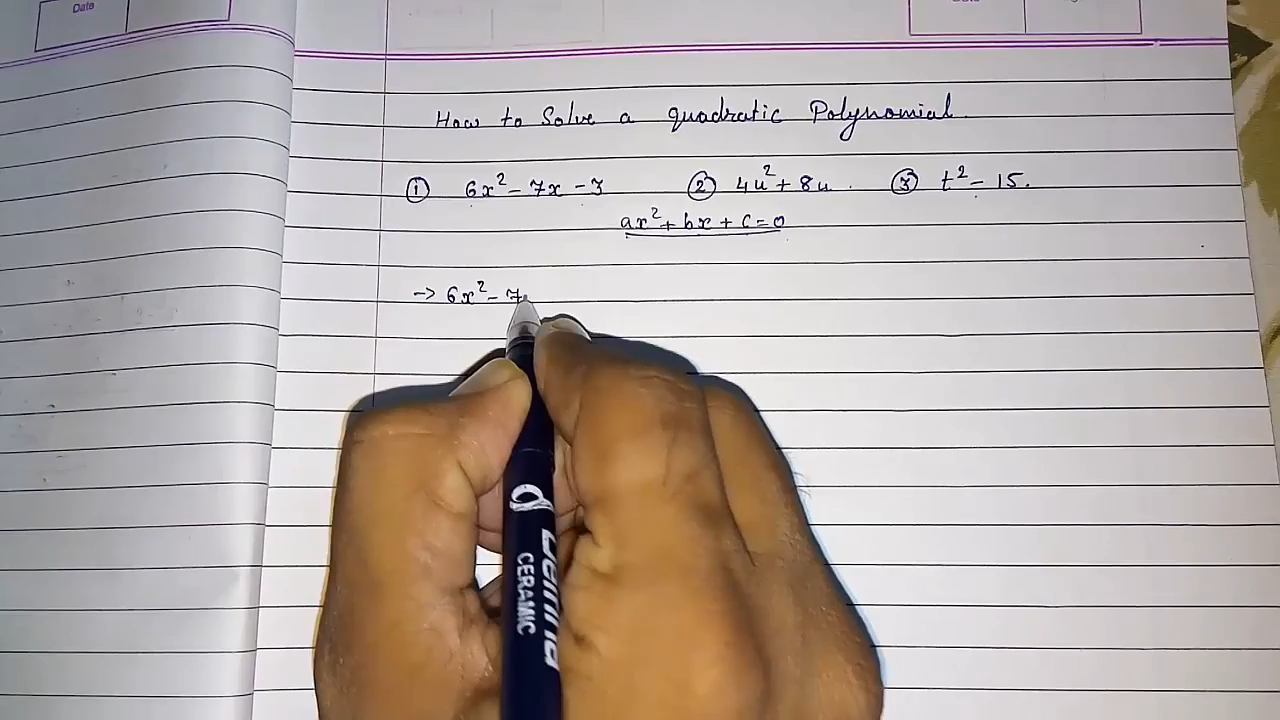 Date
How to Solve a quadratic Polynomial.
① 6x² - 7x - 3 ② 4u² + 8u . ③ t² - 15.
ax² + bx + c = 0
→ 6x² - 7
CERAMIC